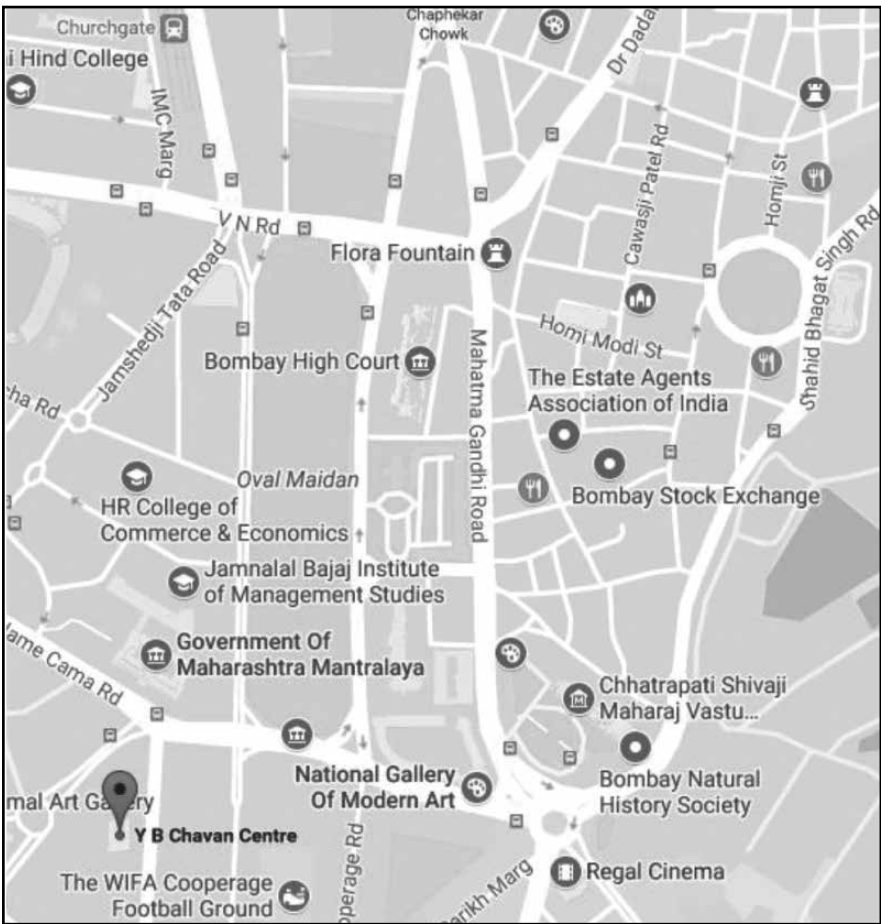 Chaphekar
Chowk
Churchgate
i Hind College
Dr Dadab
IMC Marg
Cawasji Patel Rd
Homji St
V N Rd
Shahid Bhagat Singh Rd
Flora Fountain
Jamshedji Tata Road
Homi Modi St
Mahatma Gandhi Road
Bombay High Court
The Estate Agents
Association of India
cha Rd
Oval Maidan
Bombay Stock Exchange
HR College of
Commerce & Economics
Jamnalal Bajaj Institute
of Management Studies
Government Of
Maharashtra Mantralaya
dame Cama Rd
Chhatrapati Shivaji
Maharaj Vastu...
M
National Gallery
Of Modern Art
Bombay Natural
History Society
mal Art Gallery
Y B Chavan Centre
operage Rd
The WIFA Cooperage
Football Ground
Regal Cinema
arikh Marg